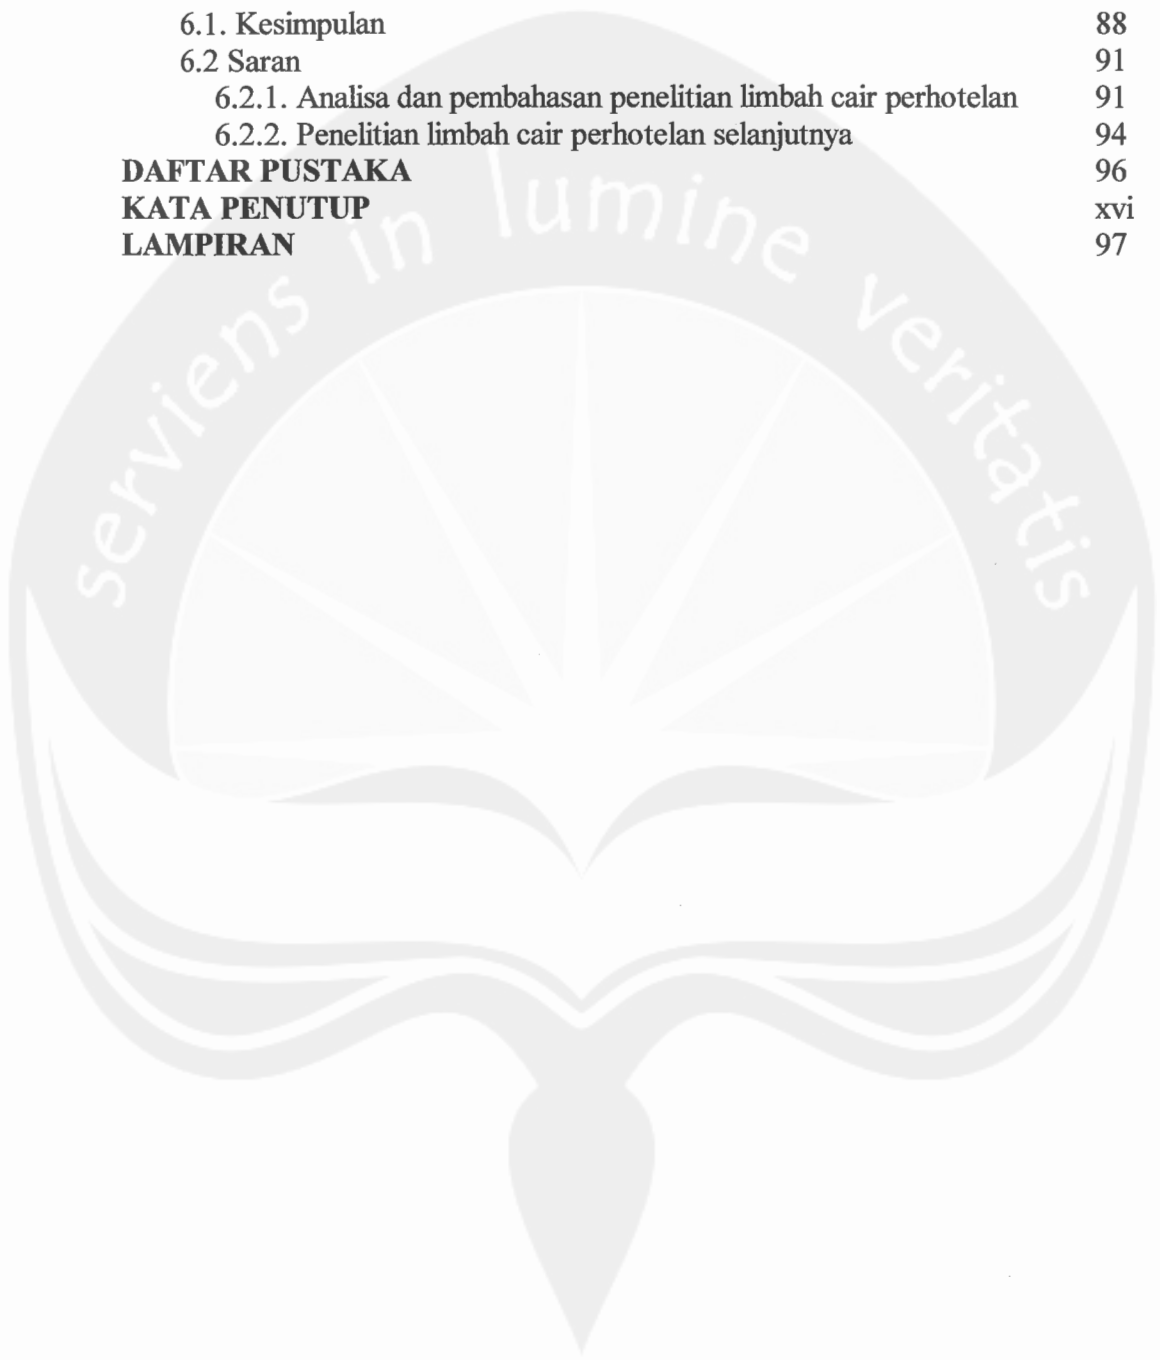 6.1. Kesimpulan 88
6.2 Saran 91
6.2.1. Analisa dan pembahasan penelitian limbah cair perhotelan 91
6.2.2. Penelitian limbah cair perhotelan selanjutnya 94
DAFTAR PUSTAKA 96
KATA PENUTUP xvi
LAMPIRAN 97
serviens in lumine veritatis